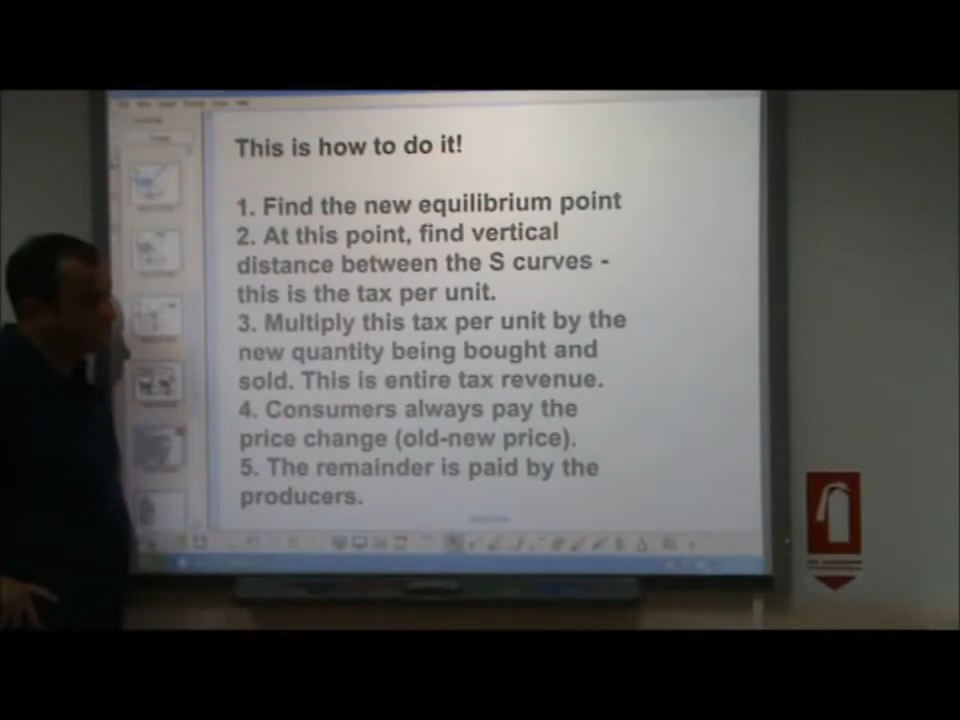 This is how to do it!
1. Find the new equilibrium point
2. At this point, find vertical
distance between the S curves -
this is the tax per unit.
3. Multiply this tax per unit by the
new quantity being bought and
sold. This is entire tax revenue.
4. Consumers always pay the
price change (old-new price).
5. The remainder is paid by the
producers.